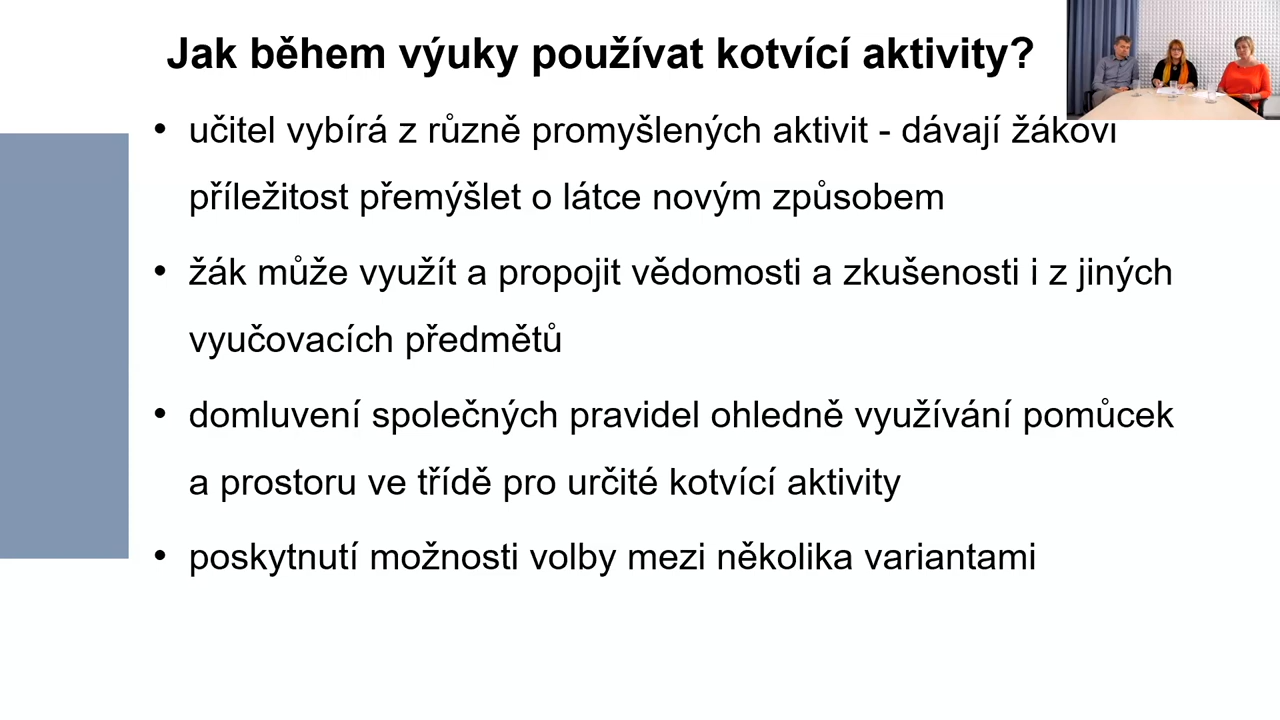 Jak během výuky používat kotvící aktivity?
• učitel vybírá z různě promyšlených aktivit - dávají žákovi
příležitost přemýšlet o látce novým způsobem
• žák může využít a propojit vědomosti a zkušenosti i z jiných
vyučovacích předmětů
• domluvení společných pravidel ohledně využívání pomůcek
a prostoru ve třídě pro určité kotvící aktivity
• poskytnutí možnosti volby mezi několika variantami